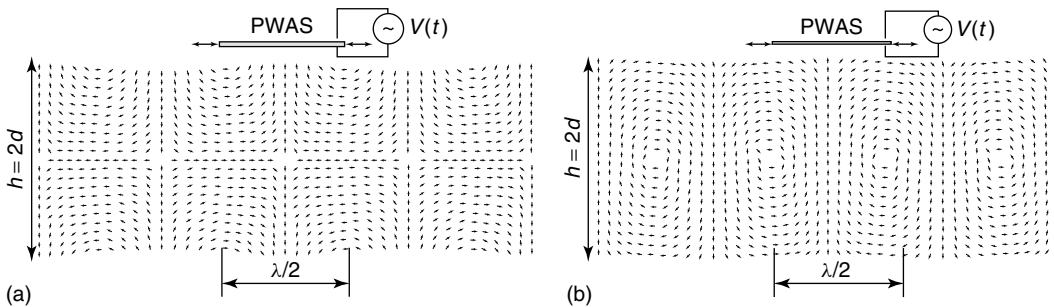 PWAS
~
V(t)
h = 2d
λ/2
(a)
PWAS
~
V(t)
h = 2d
λ/2
(b)